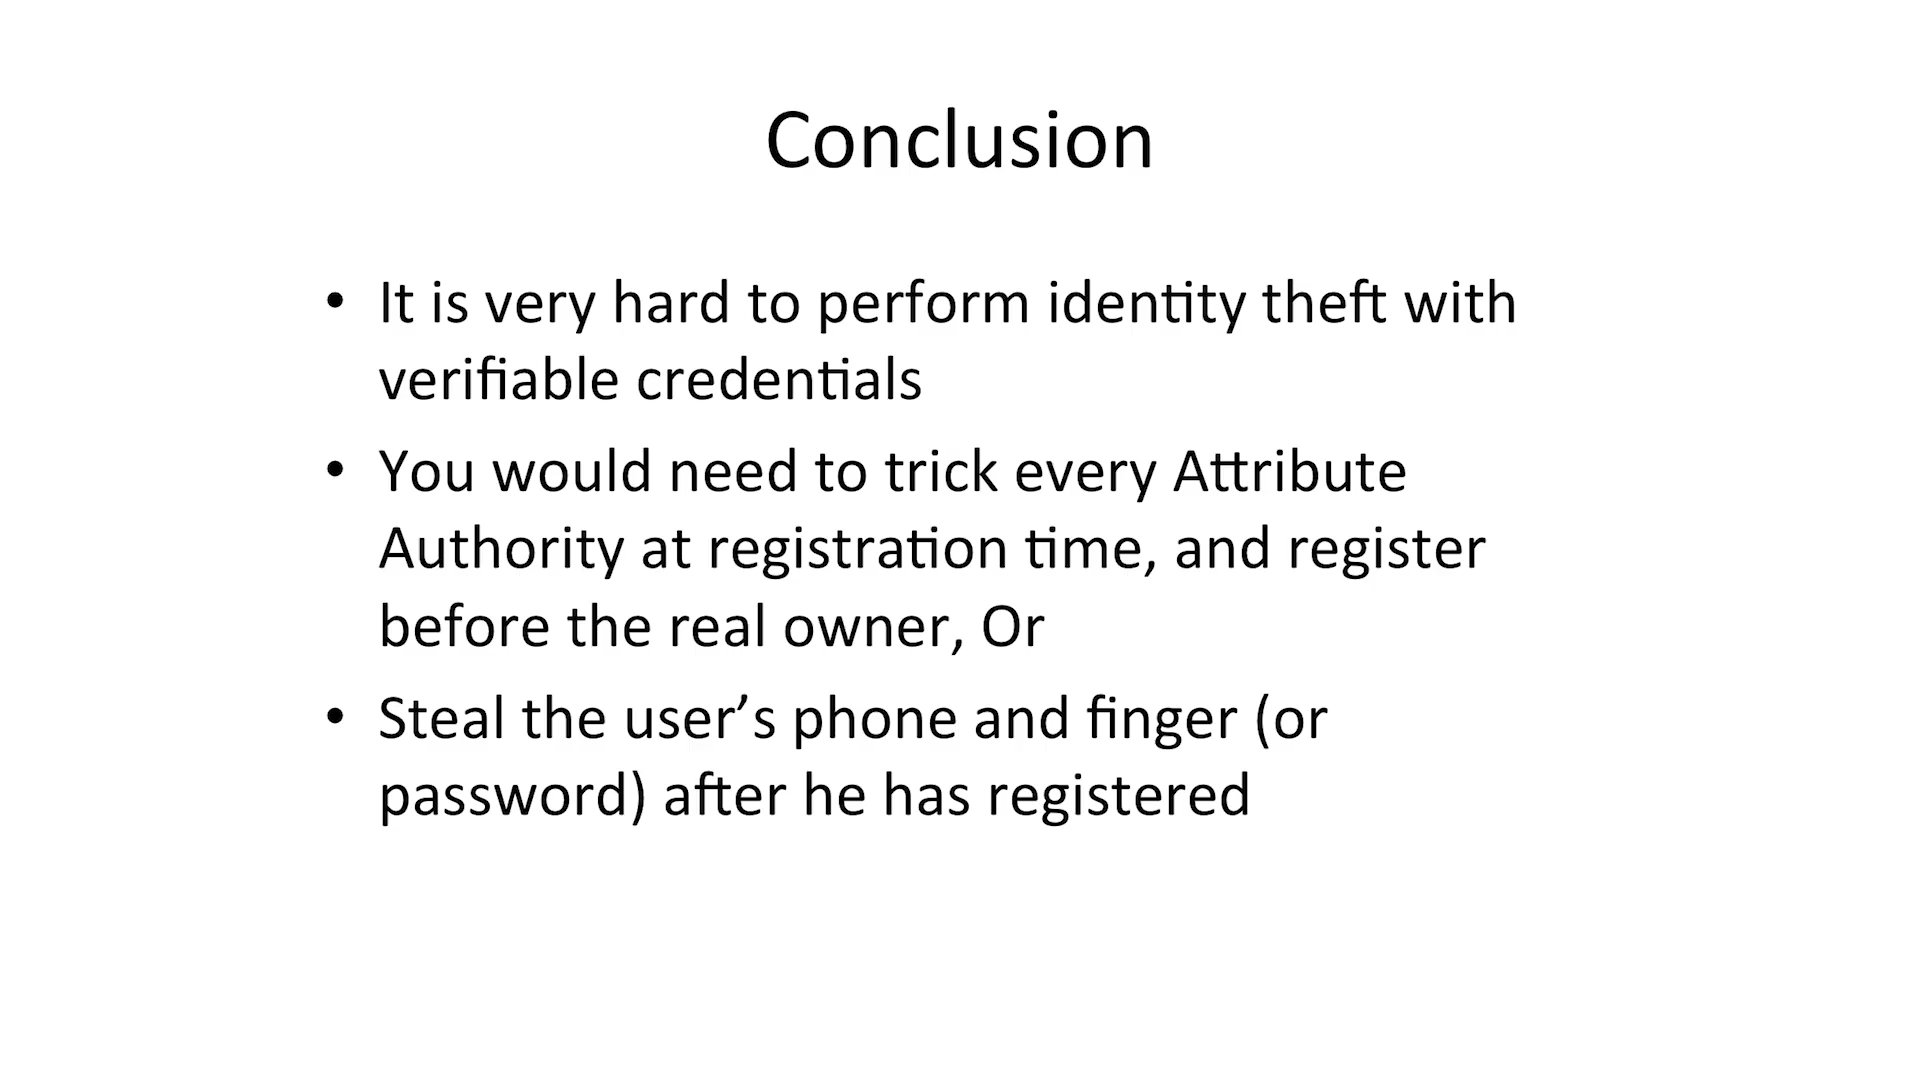 Conclusion
• It is very hard to perform identity theft with
verifiable credentials
• You would need to trick every Attribute
Authority at registration time, and register
before the real owner, Or
• Steal the user’s phone and finger (or
password) after he has registered